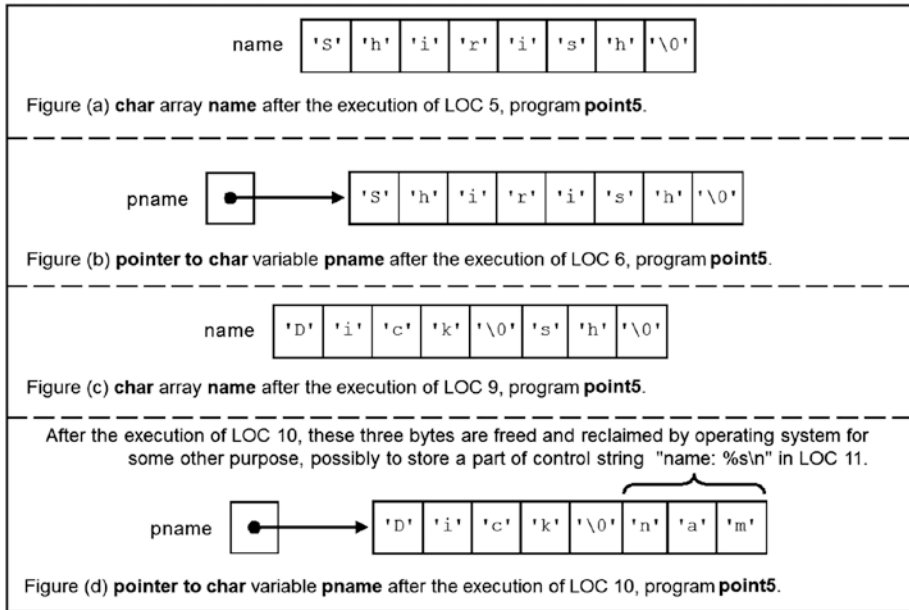 name 'S' 'h' 'i' 'r' 'i' 's' 'h' '\0'
Figure (a) char array name after the execution of LOC 5, program point5.
pname 'S' 'h' 'i' 'r' 'i' 's' 'h' '\0'
Figure (b) pointer to char variable pname after the execution of LOC 6, program point5.
name 'D' 'i' 'c' 'k' '\0' 's' 'h' '\0'
Figure (c) char array name after the execution of LOC 9, program point5.
After the execution of LOC 10, these three bytes are freed and reclaimed by operating system for
some other purpose, possibly to store a part of control string "name: %s\n" in LOC 11.
pname 'D' 'i' 'c' 'k' '\0' 'n' 'a' 'm'
Figure (d) pointer to char variable pname after the execution of LOC 10, program point5.